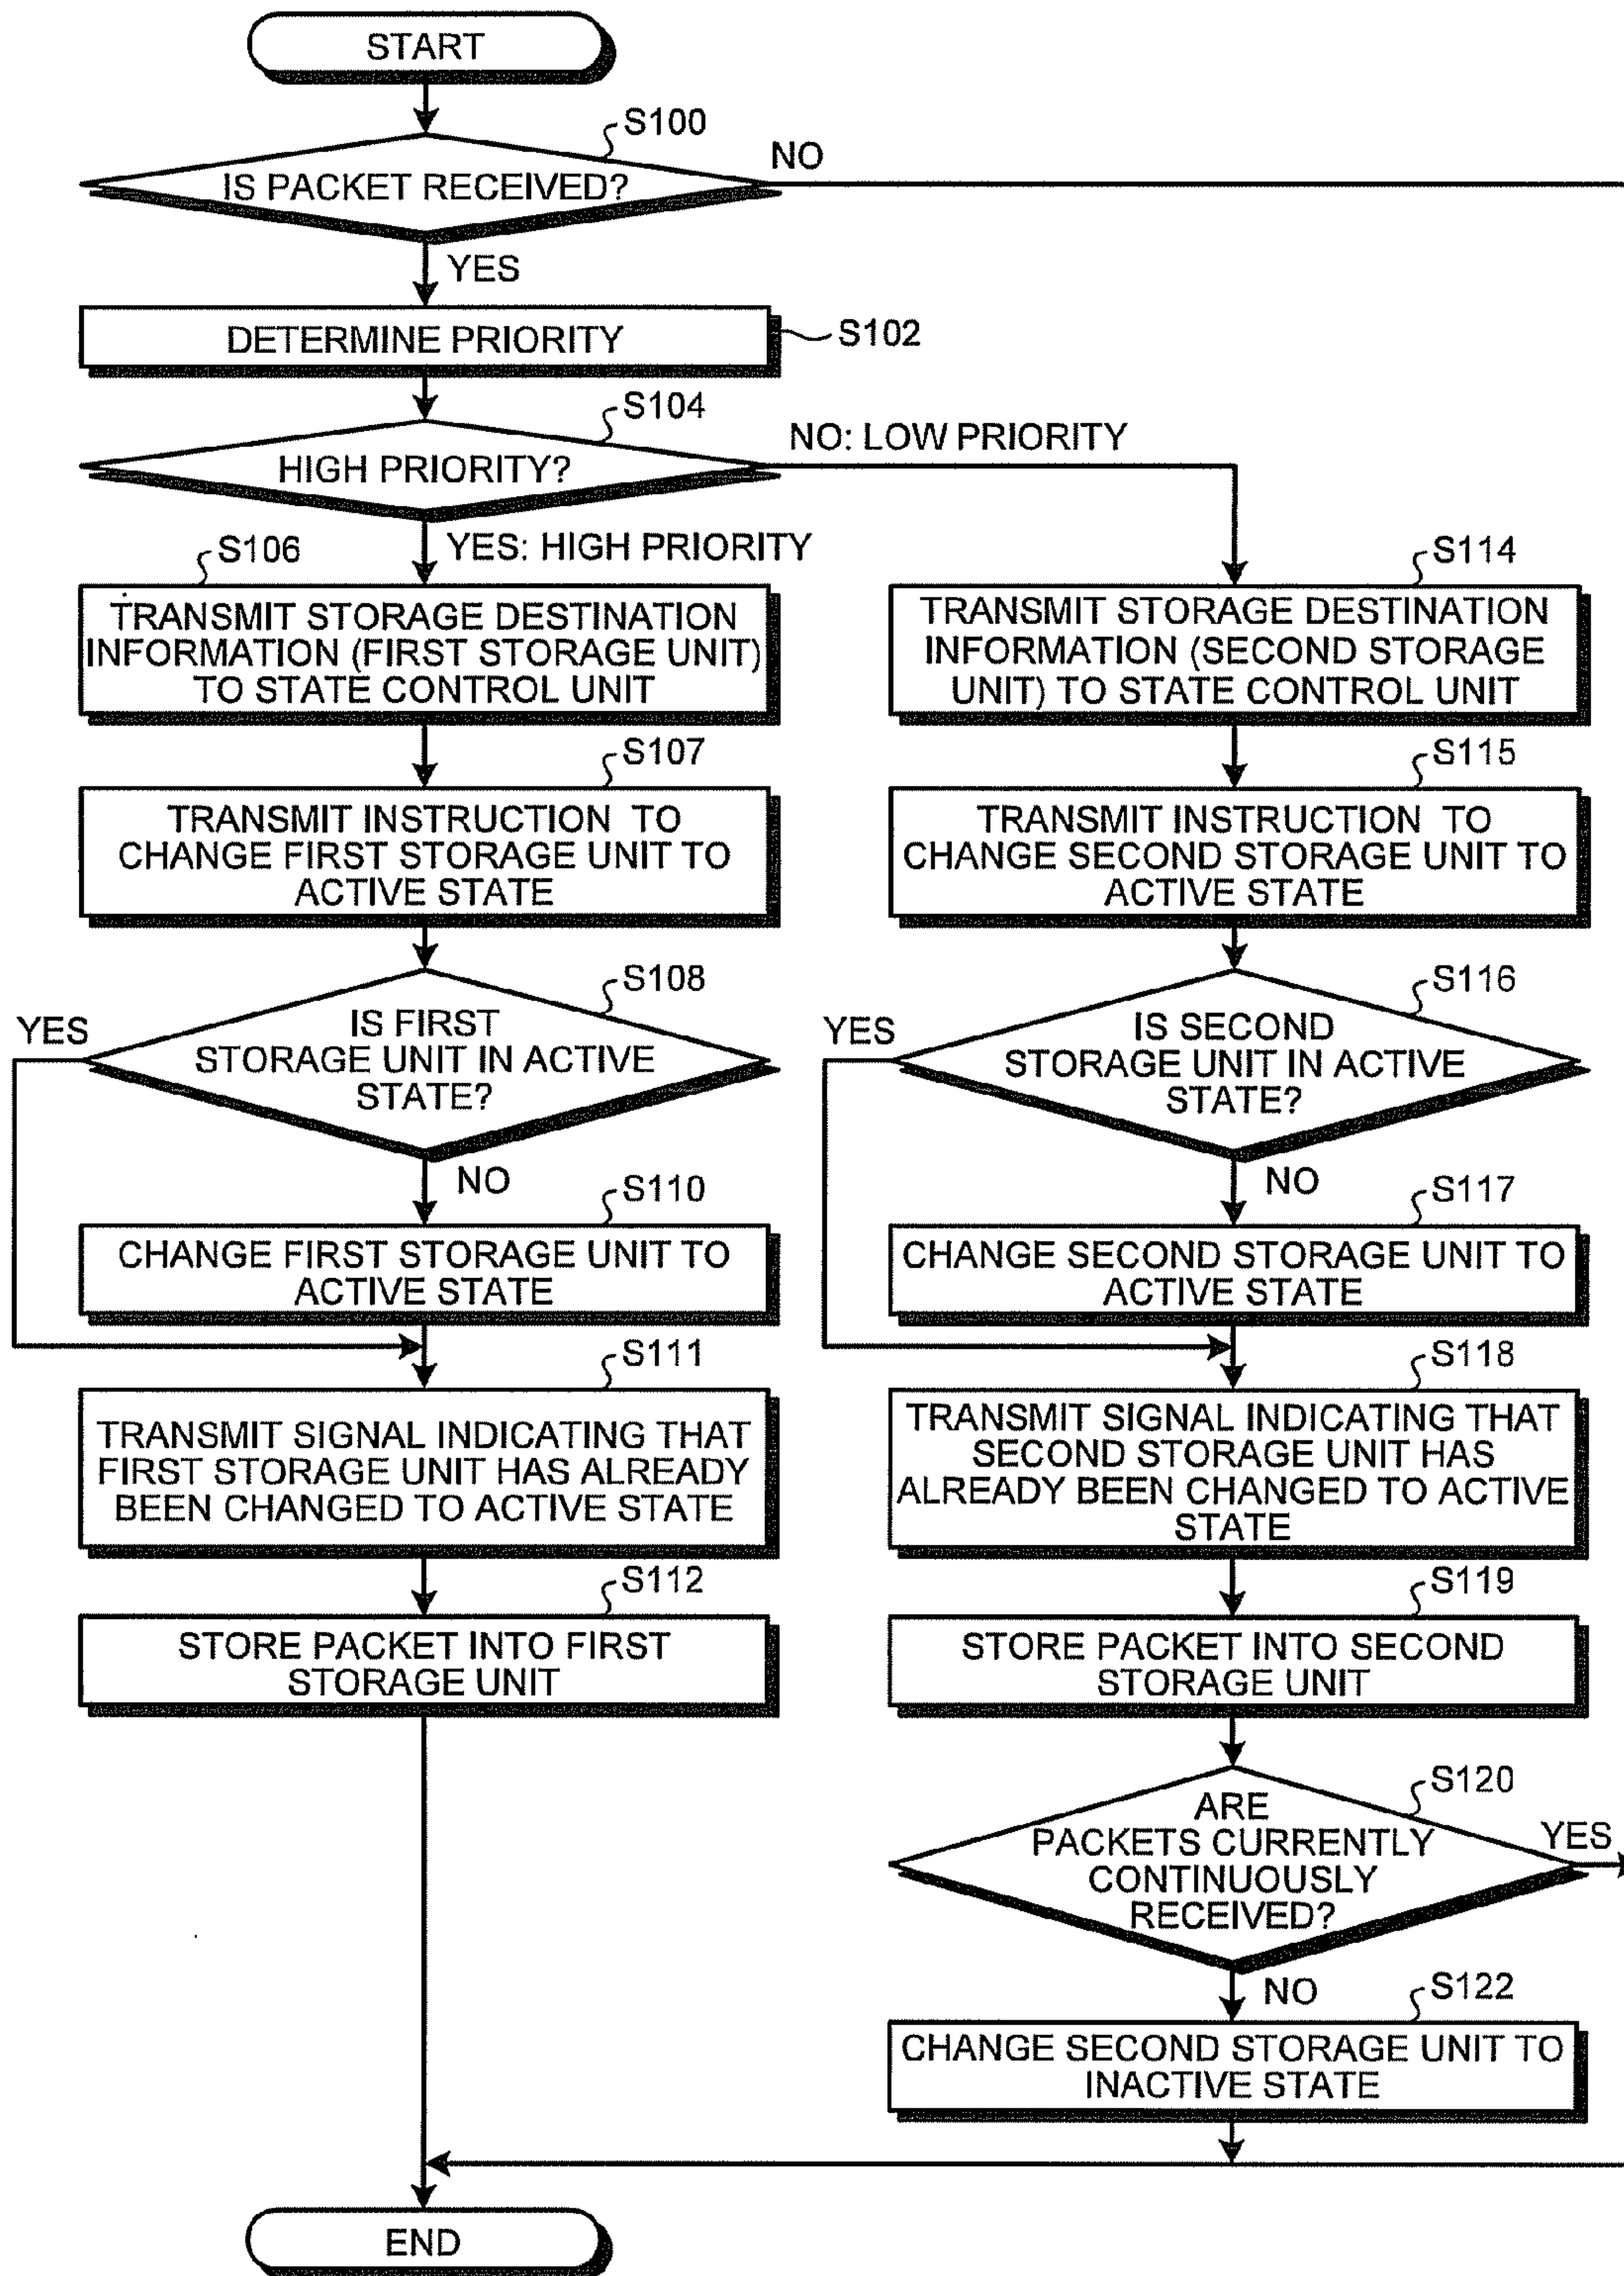 START
S100
NO
IS PACKET RECEIVED?
YES
DETERMINE PRIORITY
S102
S104
NO: LOW PRIORITY
HIGH PRIORITY?
YES: HIGH PRIORITY
S106
TRANSMIT STORAGE DESTINATION
INFORMATION (FIRST STORAGE UNIT)
TO STATE CONTROL UNIT
S107
TRANSMIT INSTRUCTION TO
CHANGE FIRST STORAGE UNIT TO
ACTIVE STATE
S108
YES
IS FIRST
STORAGE UNIT IN ACTIVE
STATE?
NO
S110
CHANGE FIRST STORAGE UNIT TO
ACTIVE STATE
S111
TRANSMIT SIGNAL INDICATING THAT
FIRST STORAGE UNIT HAS ALREADY
BEEN CHANGED TO ACTIVE STATE
S112
STORE PACKET INTO FIRST
STORAGE UNIT
S114
TRANSMIT STORAGE DESTINATION
INFORMATION (SECOND STORAGE
UNIT) TO STATE CONTROL UNIT
S115
TRANSMIT INSTRUCTION TO
CHANGE SECOND STORAGE UNIT TO
ACTIVE STATE
S116
YES
IS SECOND
STORAGE UNIT IN ACTIVE
STATE?
NO
S117
CHANGE SECOND STORAGE UNIT TO
ACTIVE STATE
S118
TRANSMIT SIGNAL INDICATING THAT
SECOND STORAGE UNIT HAS
ALREADY BEEN CHANGED TO ACTIVE
STATE
S119
STORE PACKET INTO SECOND
STORAGE UNIT
S120
ARE
PACKETS CURRENTLY
CONTINUOUSLY
RECEIVED?
YES
NO
S122
CHANGE SECOND STORAGE UNIT TO
INACTIVE STATE
END